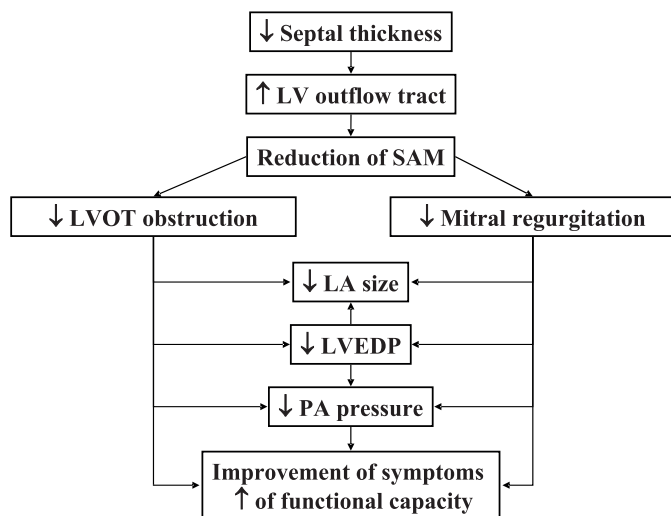 ↓ Septal thickness
↑ LV outflow tract
Reduction of SAM
↓ LVOT obstruction
↓ Mitral regurgitation
↓ LA size
↓ LVEDP
↓ PA pressure
Improvement of symptoms
↑ of functional capacity